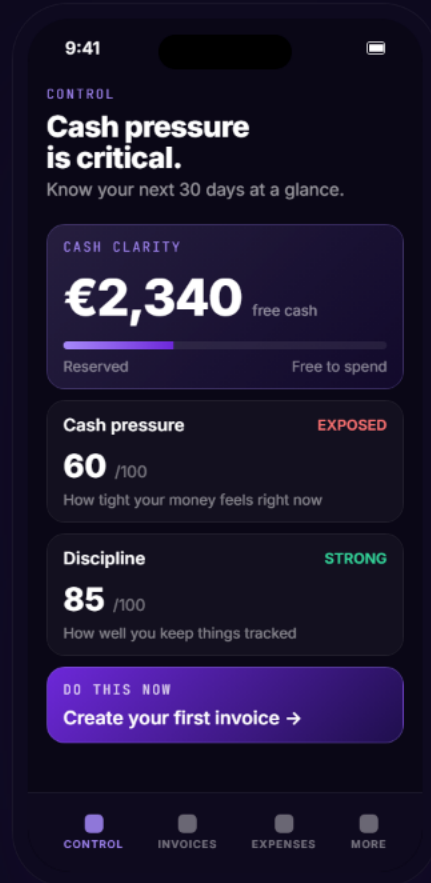 9:41
CONTROL
Cash pressure
is critical.
Know your next 30 days at a glance.
CASH CLARITY
€2,340 free cash
Reserved Free to spend
Cash pressure EXPOSED
60 /100
How tight your money feels right now
Discipline STRONG
85 /100
How well you keep things tracked
DO THIS NOW
Create your first invoice →
CONTROL INVOICES EXPENSES MORE